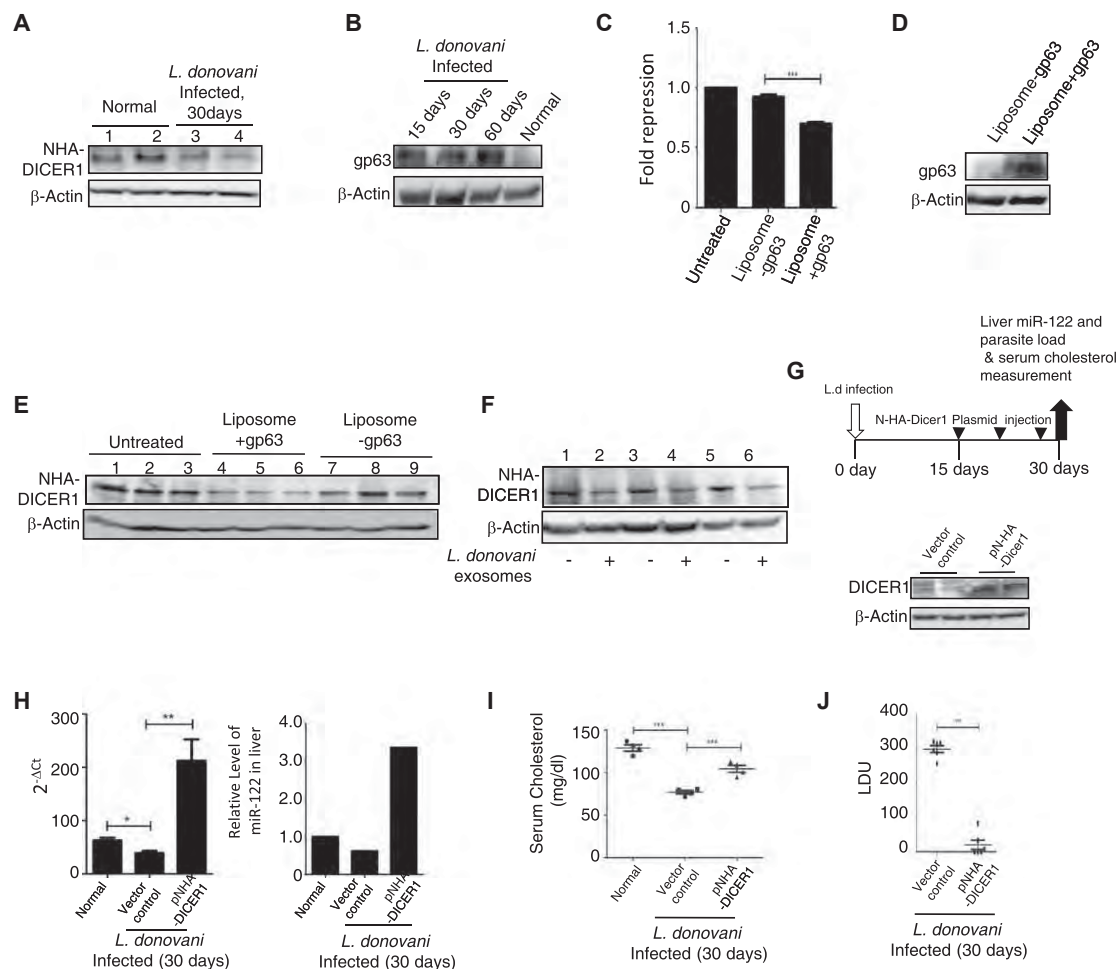 A
L. donovani
Infected,
30days
Normal
1 2 3 4
NHA-
DICER1
β-Actin
B
L. donovani
Infected
15 days
30 days
60 days
Normal
gp63
β-Actin
C
Fold repression
1.5
1.0
0.5
0
***
Untreated
Liposome
-gp63
Liposome
+gp63
D
Liposome-gp63
Liposome+gp63
gp63
β-Actin
E
Untreated
Liposome
+gp63
Liposome
-gp63
1 2 3 4 5 6 7 8 9
NHA-
DICER1
β-Actin
F
1 2 3 4 5 6
NHA-
DICER1
β-Actin
L. donovani
exosomes
- + - + - +
G
Liver miR-122 and
parasite load
& serum cholesterol
measurement
L.d infection
N-HA-Dicer1 Plasmid injection
0 day
15 days
30 days
Vector
control
pN-HA
-Dicer1
DICER1
β-Actin
H
2-ΔCt
300
200
100
0
*
**
Normal
Vector
control
pNHA
-DICER1
L. donovani
Infected (30 days)
Relative Level of
miR-122 in liver
4.0
3.0
2.0
1.0
0
Normal
Vector
control
pNHA
-DICER1
L. donovani
Infected (30 days)
I
Serum Cholesterol
(mg/dl)
150
100
50
0
***
***
Normal
Vector
control
pNHA
-DICER1
L. donovani
Infected (30 days)
J
LDU
400
300
200
100
0
**
Vector
control
pNHA
-DICER1
L. donovani
Infected (30 days)